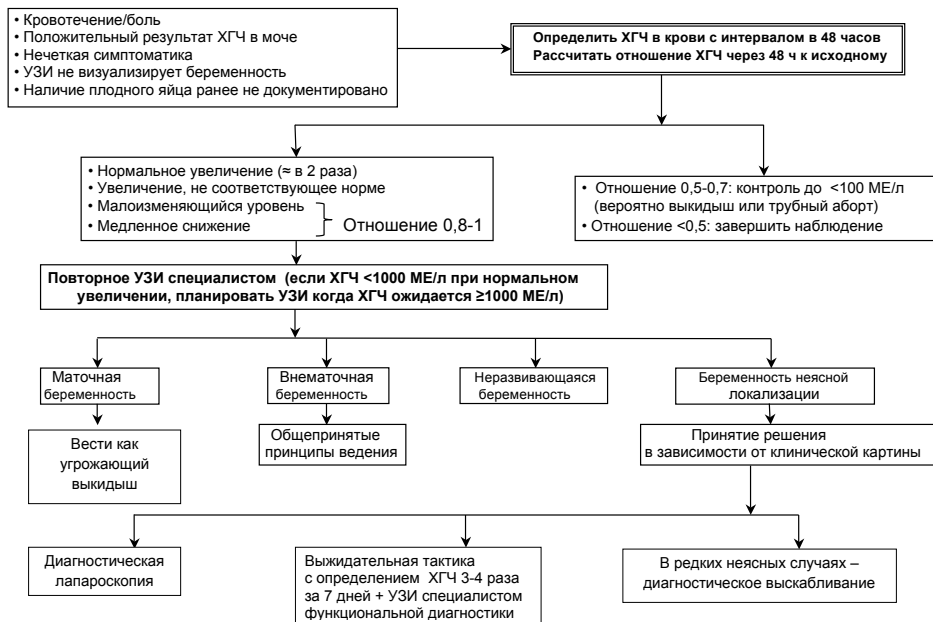 • Кровотечение/боль
• Положительный результат ХГЧ в моче
• Нечеткая симптоматика
• УЗИ не визуализирует беременность
• Наличие плодного яйца ранее не документировано
Определить ХГЧ в крови с интервалом в 48 часов
Рассчитать отношение ХГЧ через 48 ч к исходному
• Нормальное увеличение (≈ в 2 раза)
• Увеличение, не соответствующее норме
• Малоизменяющийся уровень
• Медленное снижение
Отношение 0,8-1
• Отношение 0,5-0,7: контроль до <100 МЕ/л
(вероятно выкидыш или трубный аборт)
• Отношение <0,5: завершить наблюдение
Повторное УЗИ специалистом (если ХГЧ <1000 МЕ/л при нормальном
увеличении, планировать УЗИ когда ХГЧ ожидается ≥1000 МЕ/л)
Маточная
беременность
Внематочная
беременность
Неразвивающаяся
беременность
Беременность неясной
локализации
Вести как
угрожающий
выкидыш
Общепринятые
принципы ведения
Принятие решения
в зависимости от клинической картины
Диагностическая
лапароскопия
Выжидательная тактика
с определением ХГЧ 3-4 раза
за 7 дней + УЗИ специалистом
функциональной диагностики
В редких неясных случаях –
диагностическое выскабливание